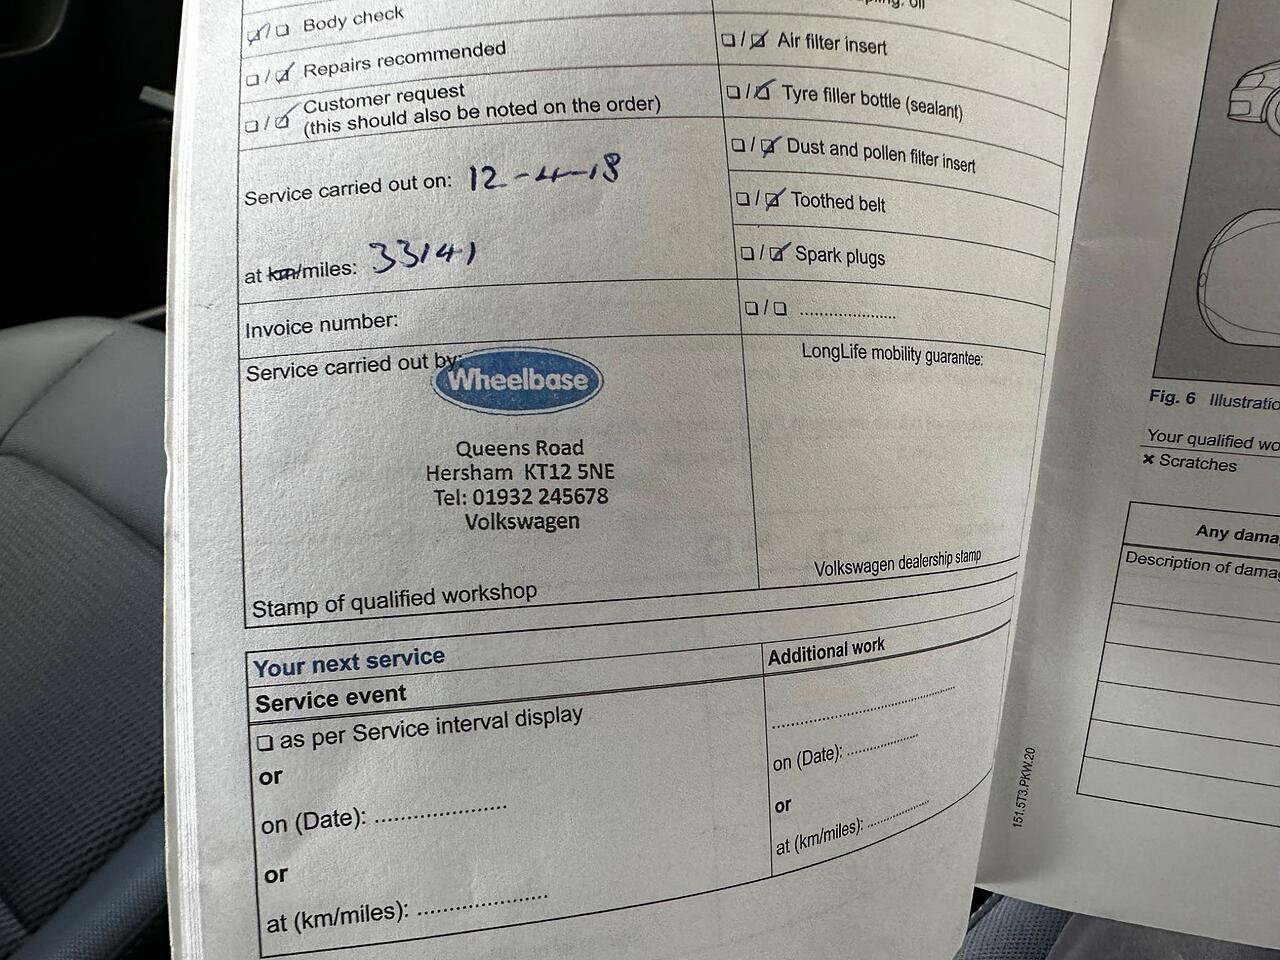 ☑/☐ Body check
☐/☑ Repairs recommended
☐/☑ Customer request
(this should also be noted on the order)
Service carried out on: 12-4-18
at km/miles: 33141
Invoice number:
Service carried out by:
Wheelbase
Queens Road
Hersham KT12 5NE
Tel: 01932 245678
Volkswagen
Stamp of qualified workshop
oil
☐/☑ Air filter insert
☐/☑ Tyre filler bottle (sealant)
☐/☑ Dust and pollen filter insert
☐/☑ Toothed belt
☐/☑ Spark plugs
☐/☐ .....................
LongLife mobility guarantee:
Volkswagen dealership stamp
Your next service
Service event
☐ as per Service interval display
or
on (Date): .....................
or
at (km/miles): .....................
Additional work
........................................
on (Date): ................
or
at (km/miles): ..............
151.5T3.PKW.20
Fig. 6 Illustratio
Your qualified wo
× Scratches
Any dama
Description of damag